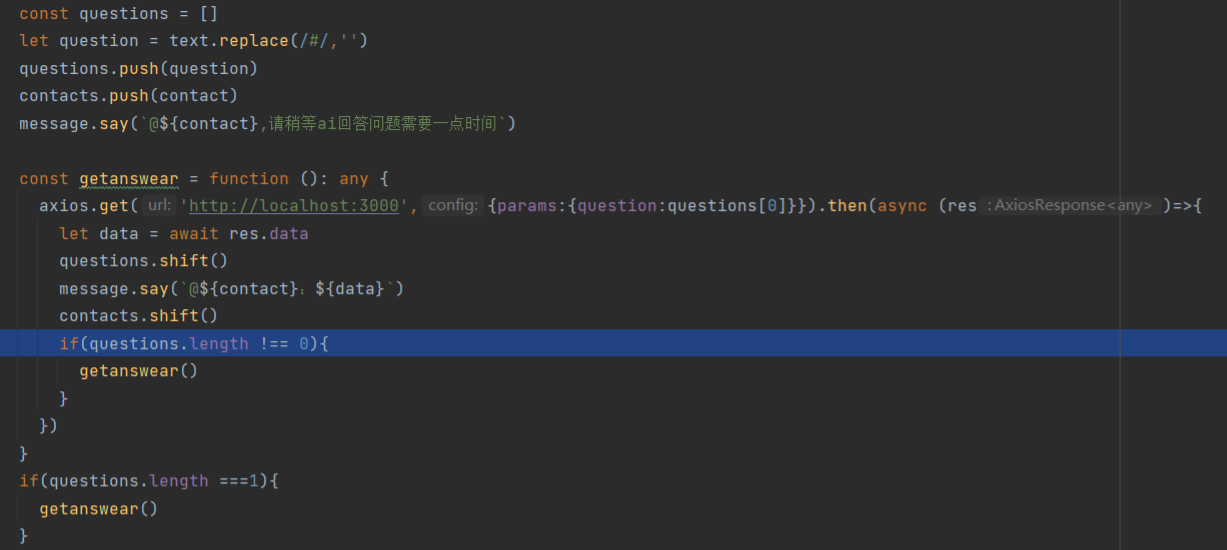 const questions = []
let question = text.replace(/#/,'')
questions.push(question)
contacts.push(contact)
message.say(`@${contact},请稍等ai回答问题需要一点时间`)
const getanswear = function (): any {
axios.get( url: 'http://localhost:3000', config: {params:{question:questions[0]}}).then(async (res : AxiosResponse<any> )=>{
let data = await res.data
questions.shift()
message.say(`@${contact}：${data}`)
contacts.shift()
if(questions.length !== 0){
getanswear()
}
})
}
if(questions.length ===1){
getanswear()
}